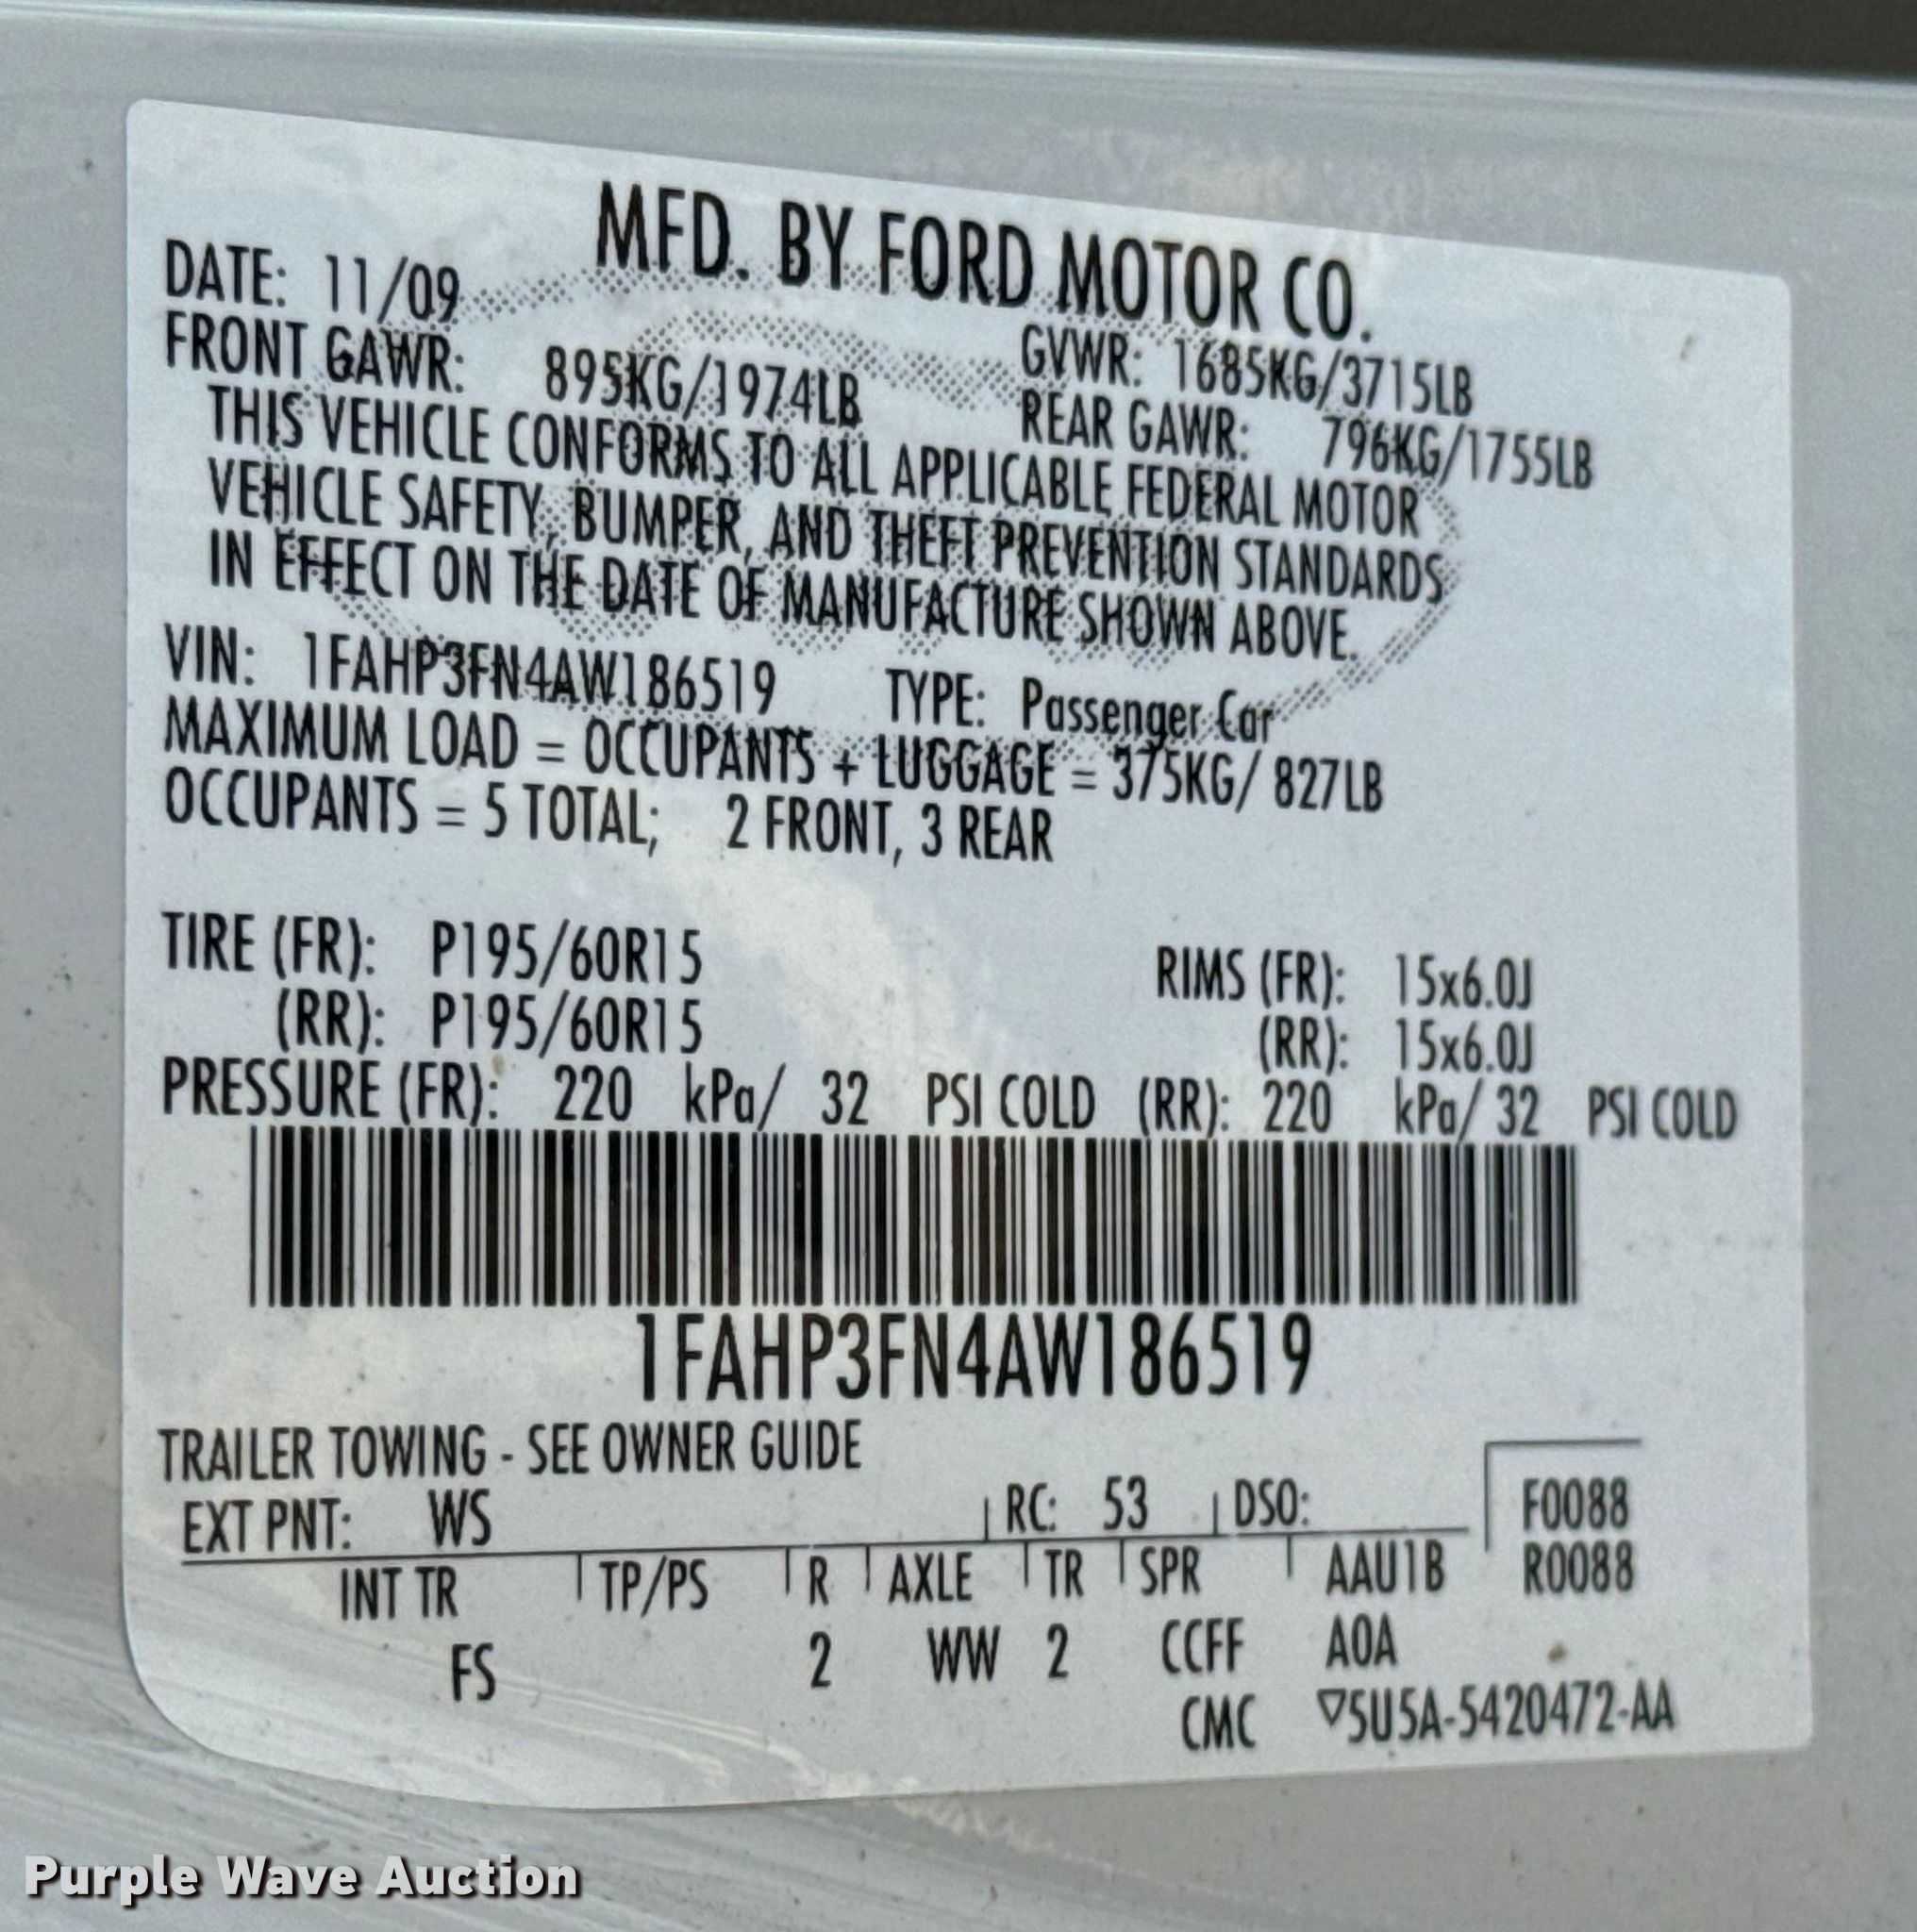 MFD. BY FORD MOTOR CO.
DATE: 11/09
GVWR: 1685KG/3715LB
FRONT GAWR: 895KG/1974LB
REAR GAWR: 796KG/1755LB
THIS VEHICLE CONFORMS TO ALL APPLICABLE FEDERAL MOTOR
VEHICLE SAFETY, BUMPER, AND THEFT PREVENTION STANDARDS
IN EFFECT ON THE DATE OF MANUFACTURE SHOWN ABOVE.
VIN: 1FAHP3FN4AW186519 TYPE: Passenger Car
MAXIMUM LOAD = OCCUPANTS + LUGGAGE = 375KG/ 827LB
OCCUPANTS = 5 TOTAL; 2 FRONT, 3 REAR
TIRE (FR): P195/60R15 RIMS (FR): 15x6.0J
(RR): P195/60R15 (RR): 15x6.0J
PRESSURE (FR): 220 kPa/ 32 PSI COLD (RR): 220 kPa/ 32 PSI COLD
1FAHP3FN4AW186519
TRAILER TOWING - SEE OWNER GUIDE
EXT PNT: WS RC: 53 DSO: F0088
INT TR TP/PS R AXLE TR SPR AAU1B R0088
FS 2 WW 2 CCFF A0A
CMC ▽5U5A-5420472-AA
Purple Wave Auction